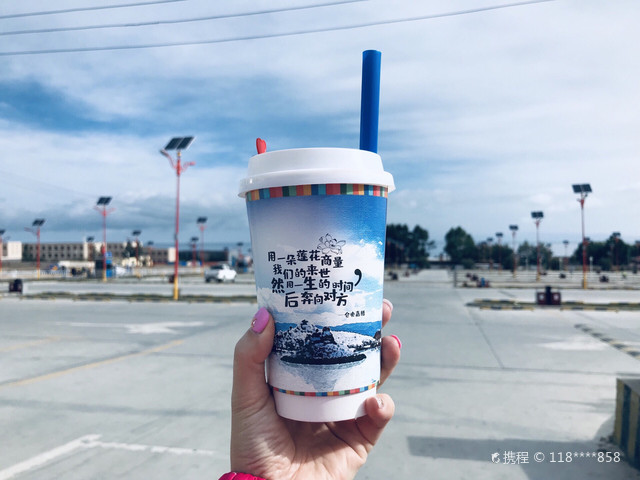 用一朵莲花商量
我们的来世
然用一生的时间，
后奔向对方
—仓央嘉措
携程 © 118****858